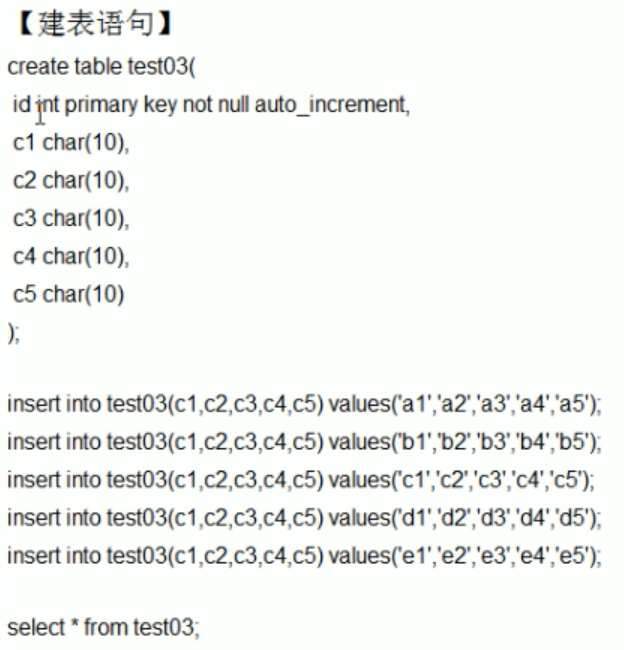 【建表语句】
create table test03(
id int primary key not null auto_increment,
c1 char(10),
c2 char(10),
c3 char(10),
c4 char(10),
c5 char(10)
);
insert into test03(c1,c2,c3,c4,c5) values('a1','a2','a3','a4','a5');
insert into test03(c1,c2,c3,c4,c5) values('b1','b2','b3','b4','b5');
insert into test03(c1,c2,c3,c4,c5) values('c1','c2','c3','c4','c5');
insert into test03(c1,c2,c3,c4,c5) values('d1','d2','d3','d4','d5');
insert into test03(c1,c2,c3,c4,c5) values('e1','e2','e3','e4','e5');
select * from test03;